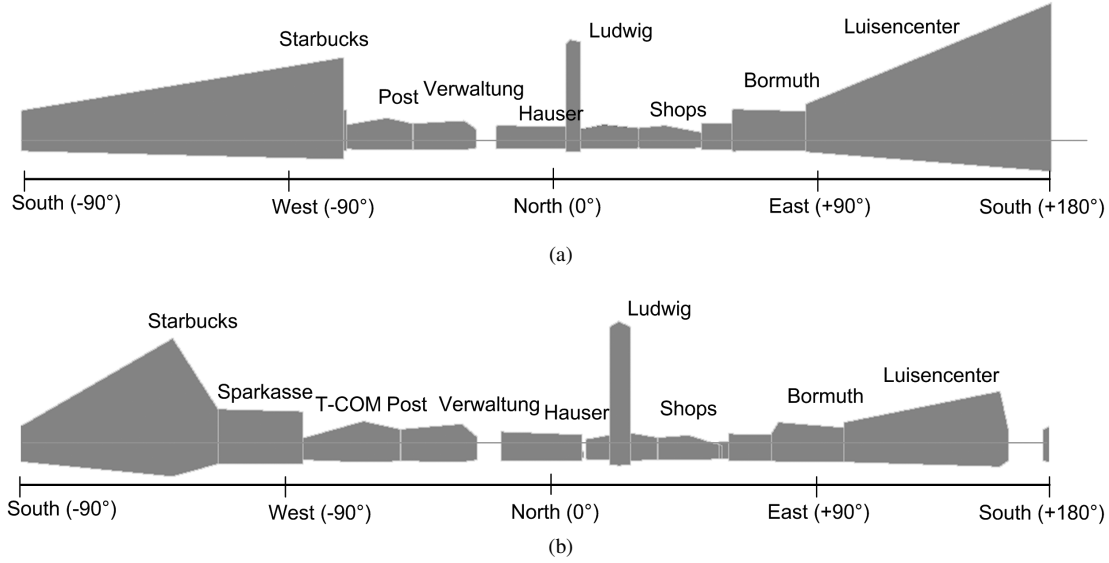 Ludwig
Luisencenter
Starbucks
Bormuth
Post
Verwaltung
Hauser
Shops
South (-90°)
West (-90°)
North (0°)
East (+90°)
South (+180°)
(a)
Ludwig
Starbucks
Luisencenter
Sparkasse
T-COM
Post
Verwaltung
Hauser
Shops
Bormuth
South (-90°)
West (-90°)
North (0°)
East (+90°)
South (+180°)
(b)